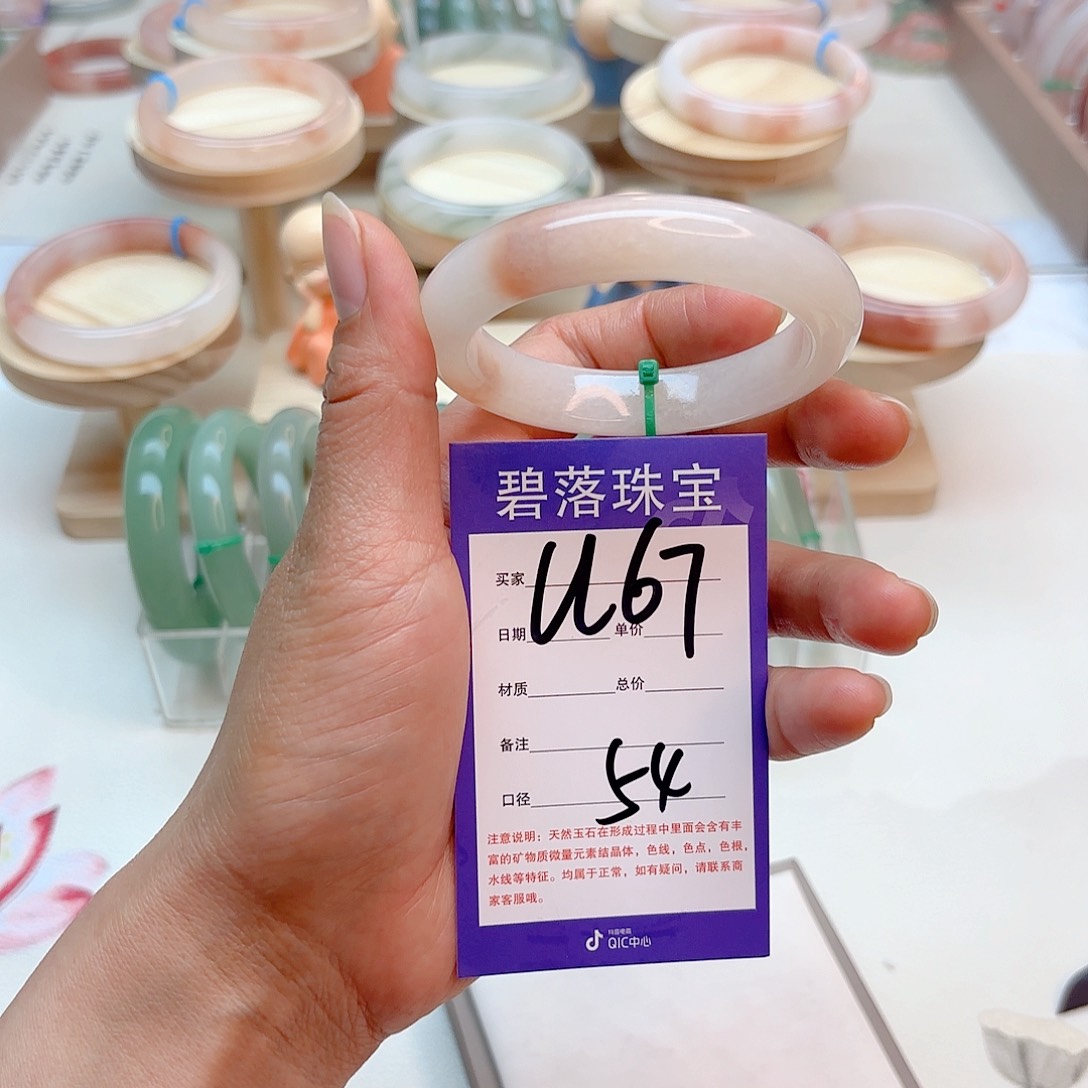 碧落珠宝
买家 U67
日期 单价
材质 总价
备注
口径 54
注意说明：天然玉石在形成过程中里面会含有丰
富的矿物质微量元素结晶体，色线，色点，色根，
水线等特征。均属于正常，如有疑问，请联系商
家客服哦。
抖音电商
QIC中心